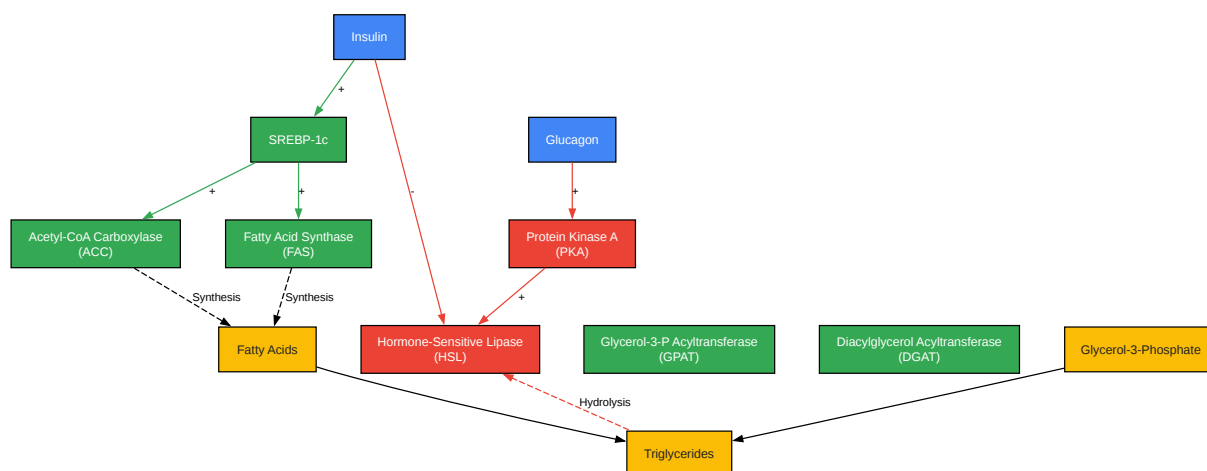 Insulin
+
SREBP-1c
Glucagon
+
+
-
+
Acetyl-CoA Carboxylase
(ACC)
Fatty Acid Synthase
(FAS)
Protein Kinase A
(PKA)
Synthesis
Synthesis
+
Fatty Acids
Hormone-Sensitive Lipase
(HSL)
Glycerol-3-P Acyltransferase
(GPAT)
Diacylglycerol Acyltransferase
(DGAT)
Glycerol-3-Phosphate
Hydrolysis
Triglycerides